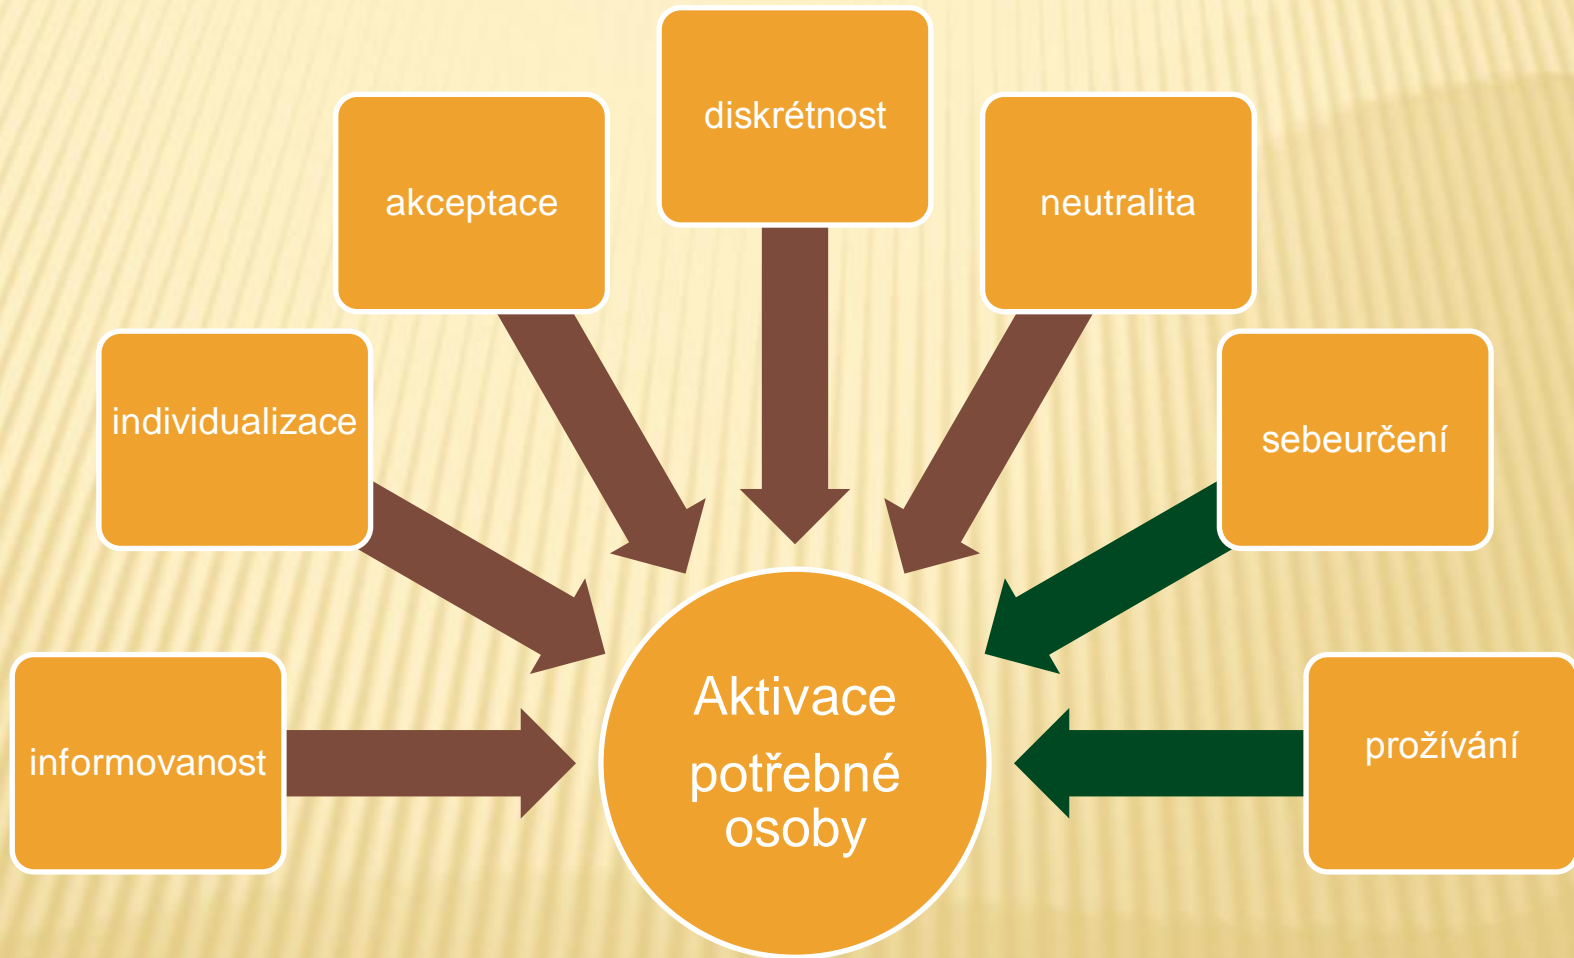 diskrétnost
akceptace
neutralita
individualizace
sebeurčení
informovanost
prožívání
Aktivace
potřebné
osoby